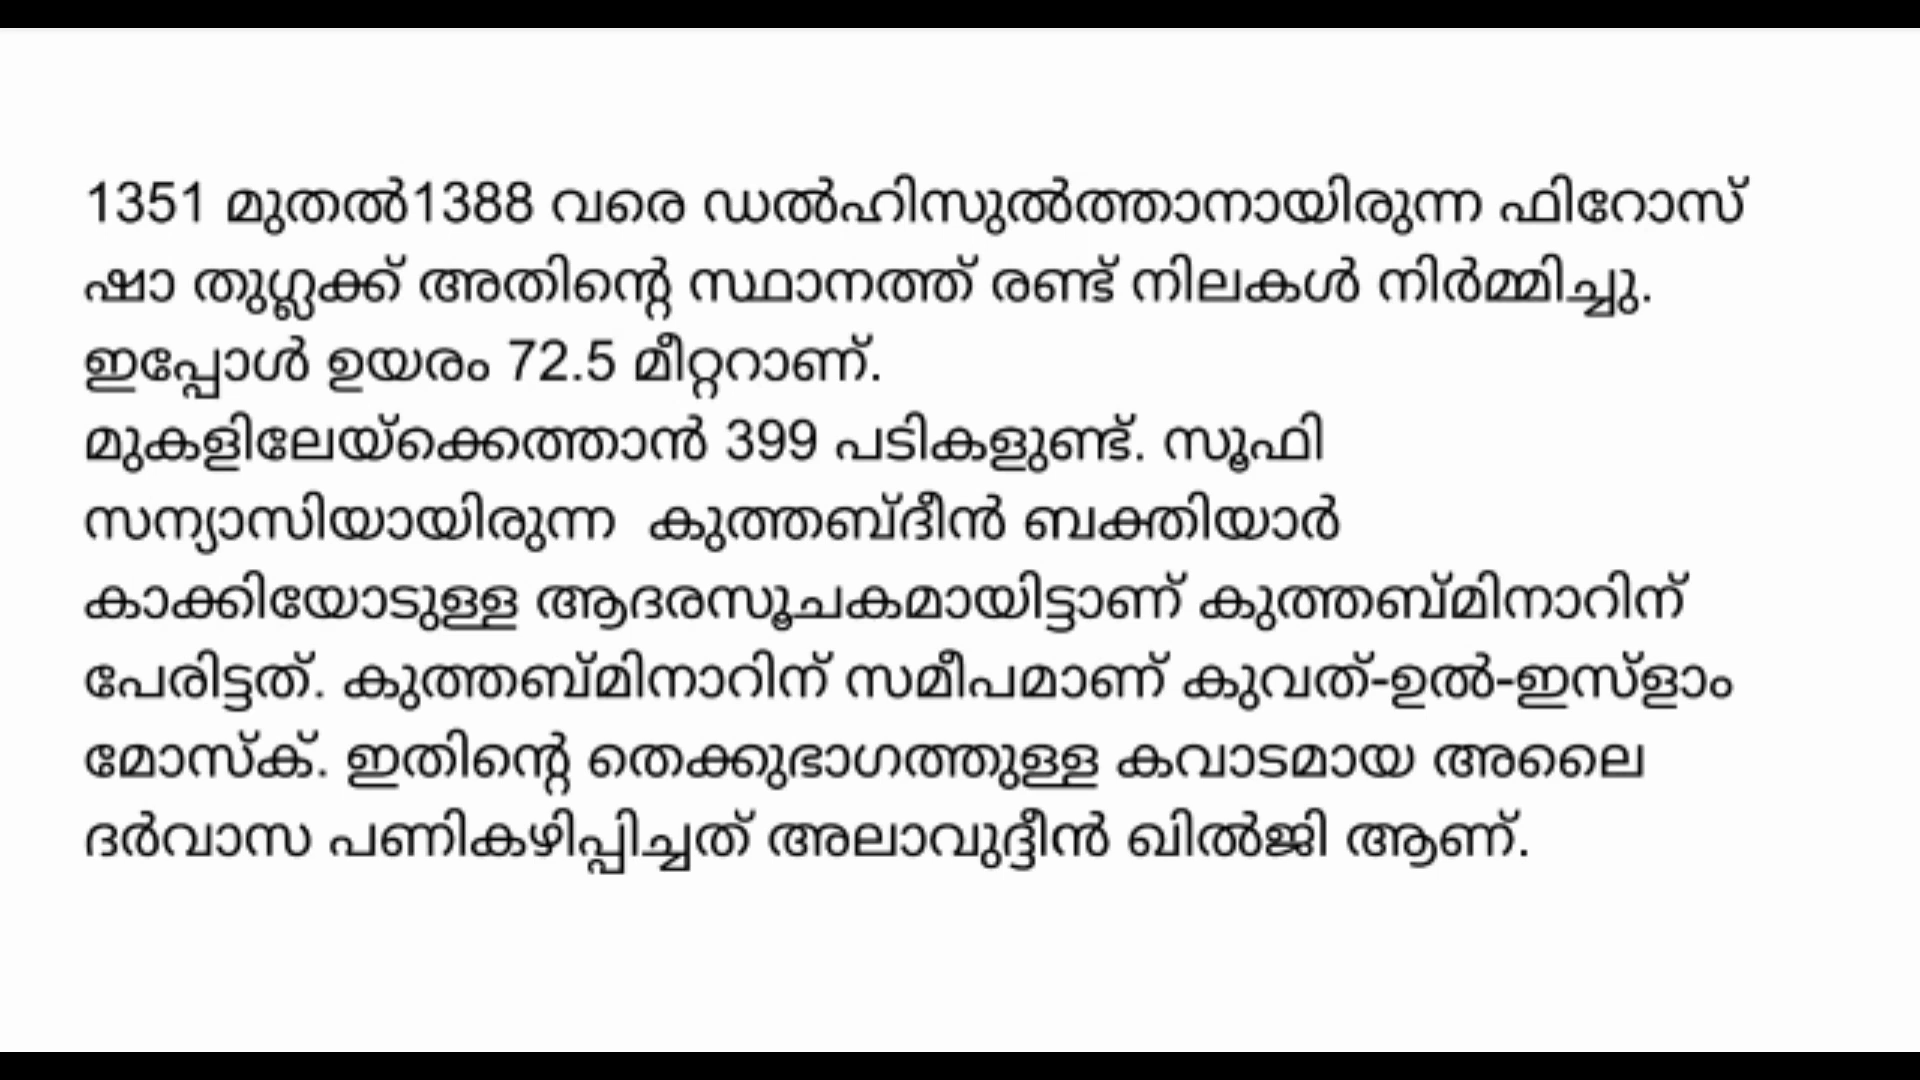 1351 മുതൽ1388 വരെ ഡൽഹിസുൽത്താനായിരുന്ന ഫിറോസ്
ഷാ തുഗ്ലക്ക് അതിന്റെ സ്ഥാനത്ത് രണ്ട് നിലകൾ നിർമ്മിച്ചു.
ഇപ്പോൾ ഉയരം 72.5 മീറ്ററാണ്.
മുകളിലേയ്ക്കെത്താൻ 399 പടികളുണ്ട്. സൂഫി
സന്യാസിയായിരുന്ന  കുത്തബ്ദീൻ ബക്തിയാർ
കാക്കിയോടുള്ള ആദരസൂചകമായിട്ടാണ് കുത്തബ്മിനാറിന്
പേരിട്ടത്. കുത്തബ്മിനാറിന് സമീപമാണ് കുവത്-ഉൽ-ഇസ്ളാം
മോസ്ക്. ഇതിന്റെ തെക്കുഭാഗത്തുള്ള കവാടമായ അലൈ
ദർവാസ പണികഴിപ്പിച്ചത് അലാവുദ്ദീൻ ഖിൽജി ആണ്.